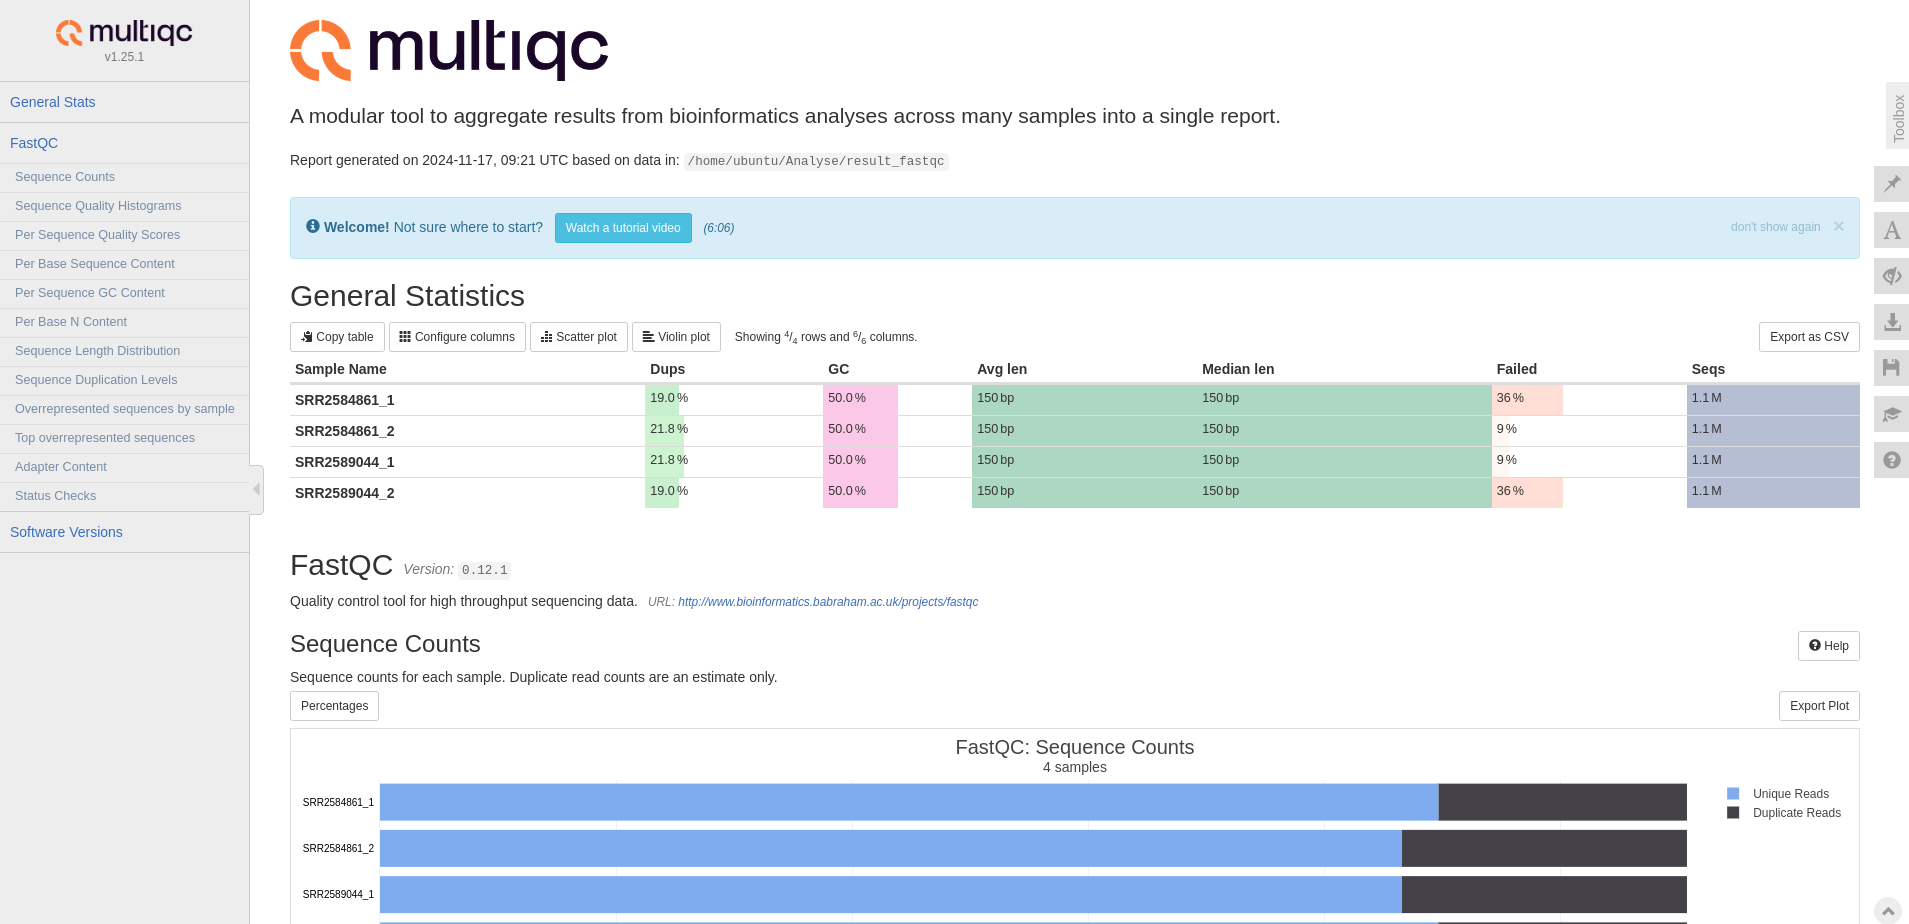 multiqc
v1.25.1
General Stats
FastQC
Sequence Counts
Sequence Quality Histograms
Per Sequence Quality Scores
Per Base Sequence Content
Per Sequence GC Content
Per Base N Content
Sequence Length Distribution
Sequence Duplication Levels
Overrepresented sequences by sample
Top overrepresented sequences
Adapter Content
Status Checks
Software Versions
multiqc
A modular tool to aggregate results from bioinformatics analyses across many samples into a single report.
Report generated on 2024-11-17, 09:21 UTC based on data in: /home/ubuntu/Analyse/result_fastqc
Welcome! Not sure where to start? Watch a tutorial video (6:06) don't show again ×
General Statistics
Copy table Configure columns Scatter plot Violin plot Showing 4/4 rows and 6/6 columns. Export as CSV
Sample Name Dups GC Avg len Median len Failed Seqs
SRR2584861_1 19.0 % 50.0 % 150 bp 150 bp 36 % 1.1 M
SRR2584861_2 21.8 % 50.0 % 150 bp 150 bp 9 % 1.1 M
SRR2589044_1 21.8 % 50.0 % 150 bp 150 bp 9 % 1.1 M
SRR2589044_2 19.0 % 50.0 % 150 bp 150 bp 36 % 1.1 M
FastQC Version: 0.12.1
Quality control tool for high throughput sequencing data. URL: http://www.bioinformatics.babraham.ac.uk/projects/fastqc
Sequence Counts Help
Sequence counts for each sample. Duplicate read counts are an estimate only.
Percentages Export Plot
FastQC: Sequence Counts
4 samples
SRR2584861_1
SRR2584861_2
SRR2589044_1
Unique Reads
Duplicate Reads
Toolbox
A